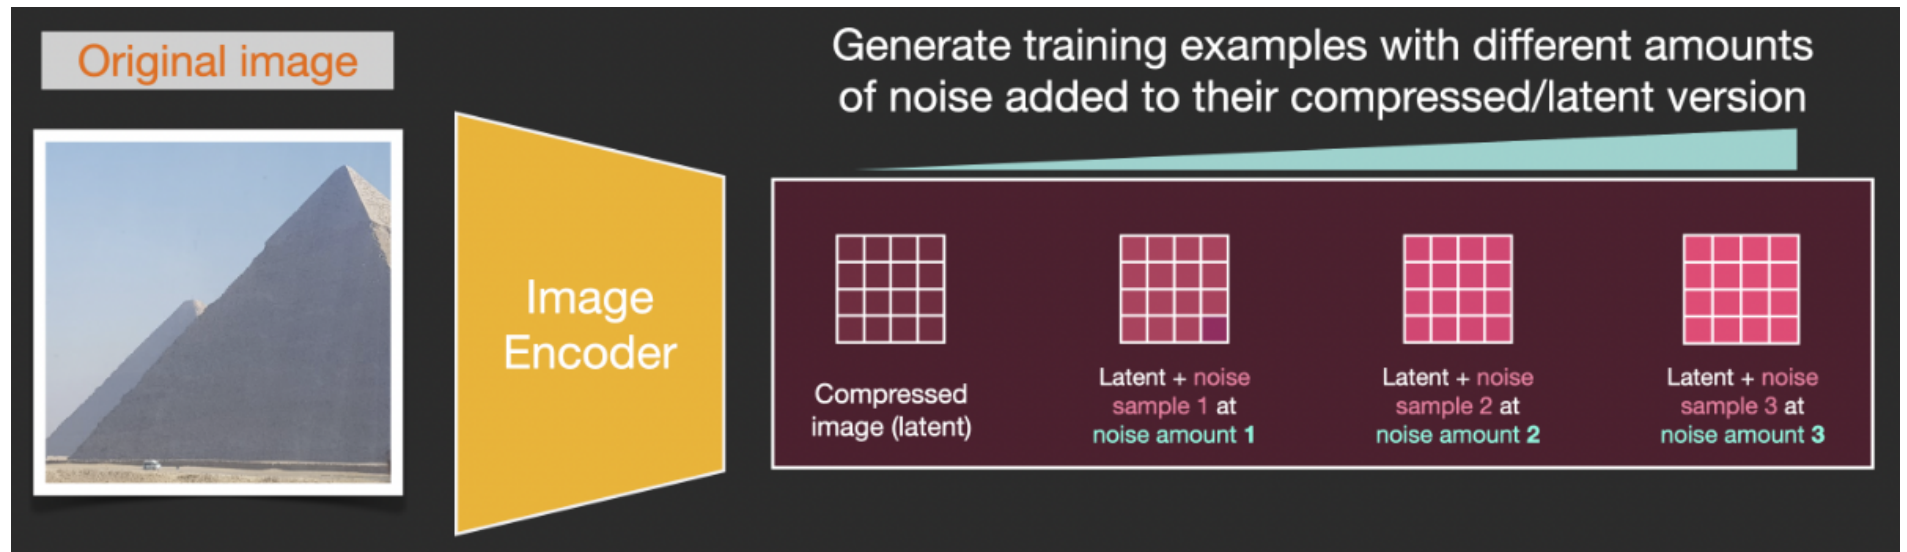 Original image
Generate training examples with different amounts
of noise added to their compressed/latent version
Image
Encoder
Compressed
image (latent)
Latent + noise
sample 1 at
noise amount 1
Latent + noise
sample 2 at
noise amount 2
Latent + noise
sample 3 at
noise amount 3